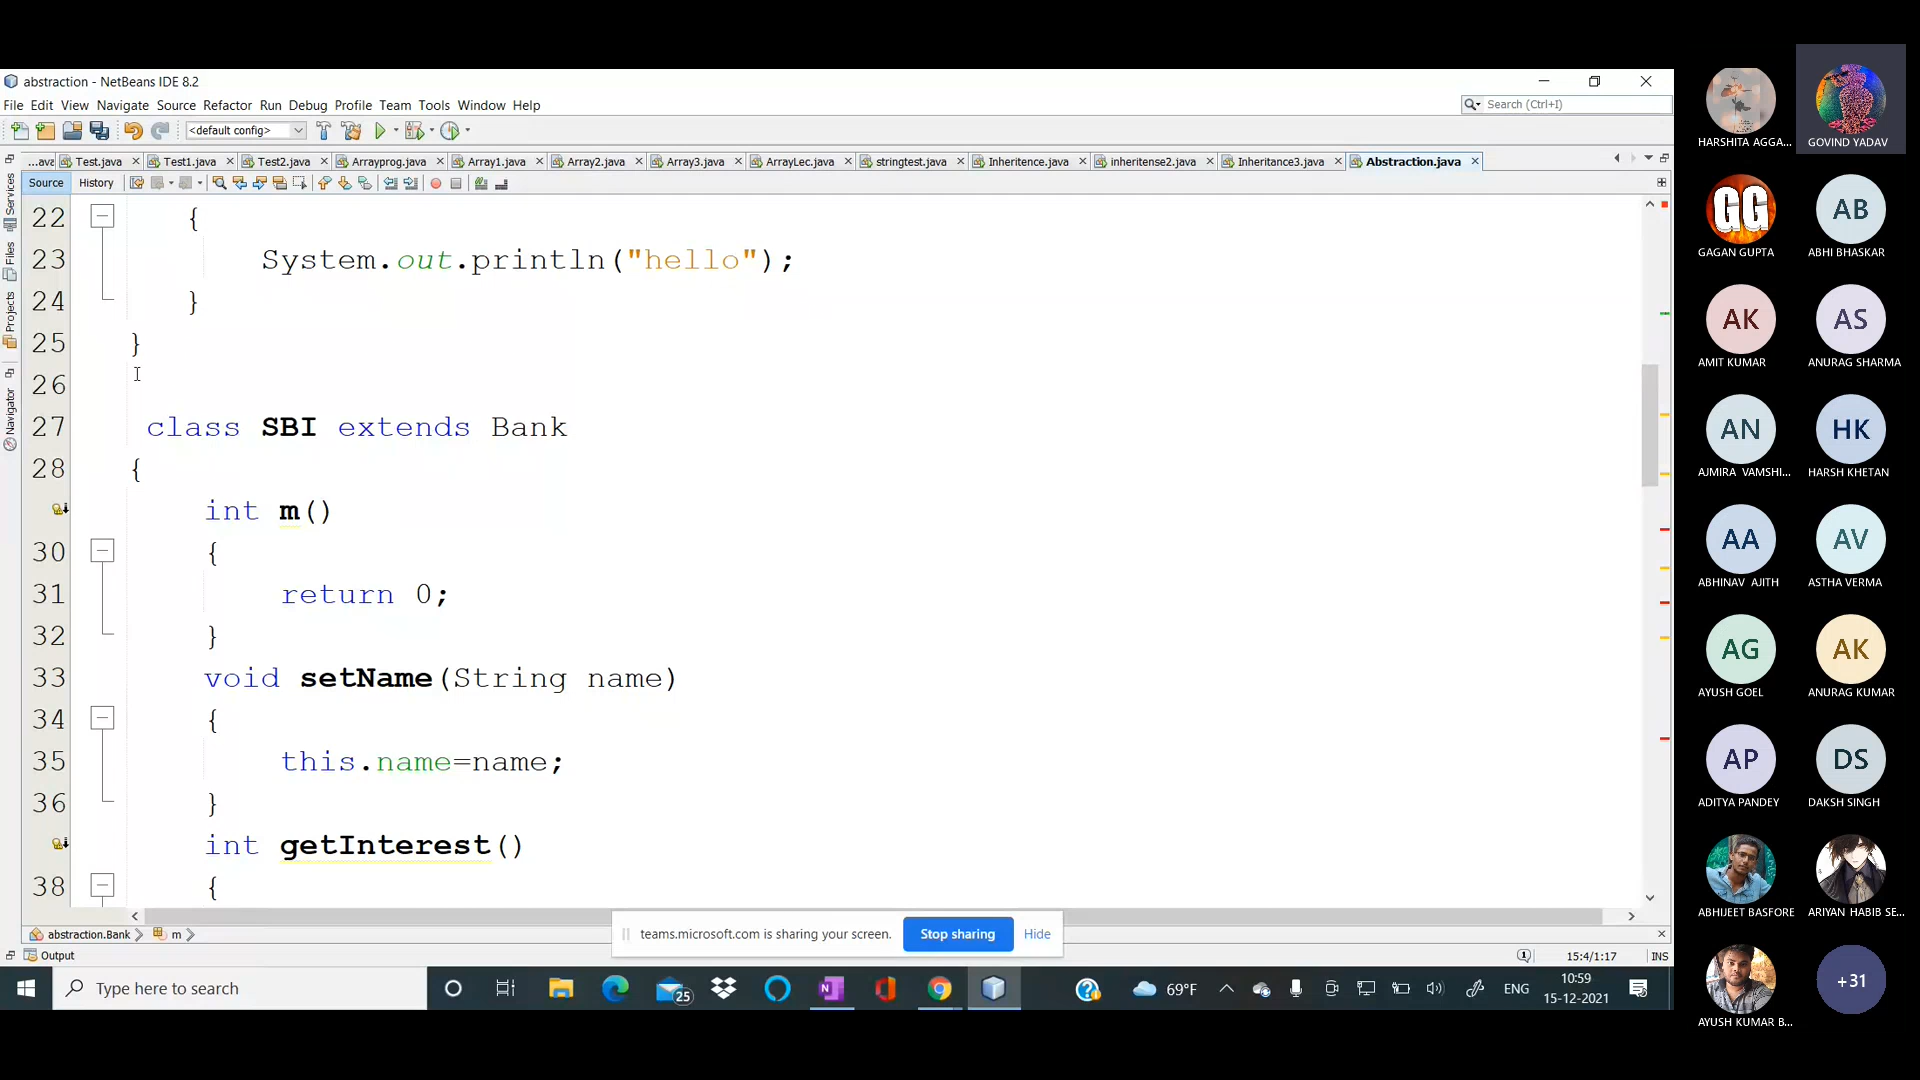 abstraction - NetBeans IDE 8.2
File Edit View Navigate Source Refactor Run Debug Profile Team Tools Window Help
Search (Ctrl+I)
<default config>
...ava Test.java Test1.java Test2.java Arrayprog.java Array1.java Array2.java Array3.java ArrayLec.java stringtest.java Inheritence.java inheritense2.java Inheritance3.java Abstraction.java
Source History
Services
Files
Projects
Navigator
22 {
23 System.out.println("hello");
24 }
25 }
26
27 class SBI extends Bank
28 {
int m()
30 {
31 return 0;
32 }
33 void setName(String name)
34 {
35 this.name=name;
36 }
int getInterest()
38 {
abstraction.Bank m
Output
teams.microsoft.com is sharing your screen. Stop sharing Hide
1 15:4/1:17 INS
Type here to search
25
N
69°F
ENG
10:59
15-12-2021
HARSHITA AGGA...
GOVIND YADAV
GG
GAGAN GUPTA
AB
ABHI BHASKAR
AK
AMIT KUMAR
AS
ANURAG SHARMA
AN
AJMIRA VAMSHI...
HK
HARSH KHETAN
AA
ABHINAV AJITH
AV
ASTHA VERMA
AG
AYUSH GOEL
AK
ANURAG KUMAR
AP
ADITYA PANDEY
DS
DAKSH SINGH
ABHIJEET BASFORE
ARIYAN HABIB SE...
AYUSH KUMAR B...
+31